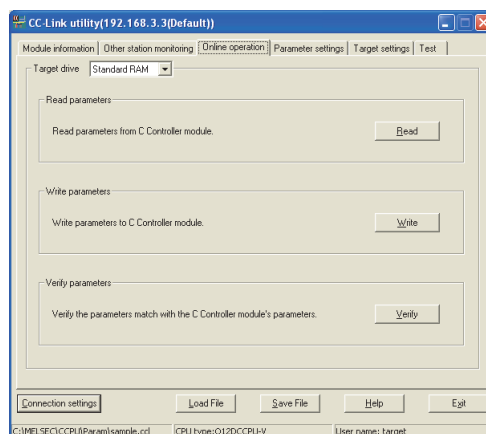 CC-Link utility(192.168.3.3(Default))
Module information Other station monitoring Online operation Parameter settings Target settings Test
Target drive Standard RAM
Read parameters
Read parameters from C Controller module. Read
Write parameters
Write parameters to C Controller module. Write
Verify parameters
Verify the parameters match with the C Controller module's parameters. Verify
Connection settings Load File Save File Help Exit
C:\MELSEC\CCPU\Param\sample.ccl CPU type:Q12DCCPU-V User name: target